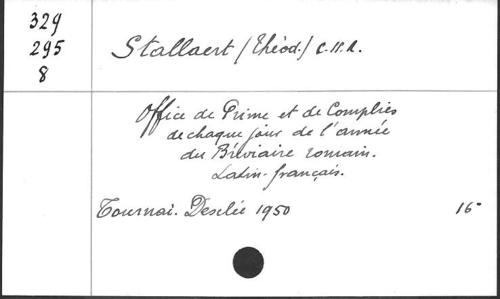 329
295
8
Stallaert (Théod.) C.ss.R.
Office de Prime et de Complies
de chaque jour de l'année
du Bréviaire romain.
Latin-français.
Tournai. Desclée 1950 16°